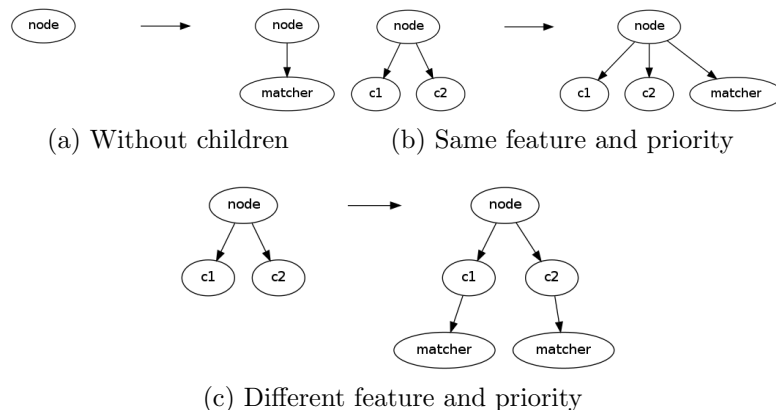 node node node node
matcher c1 c2 c1 c2 matcher
(a) Without children (b) Same feature and priority
node node
c1 c2 c1 c2
matcher matcher
(c) Different feature and priority